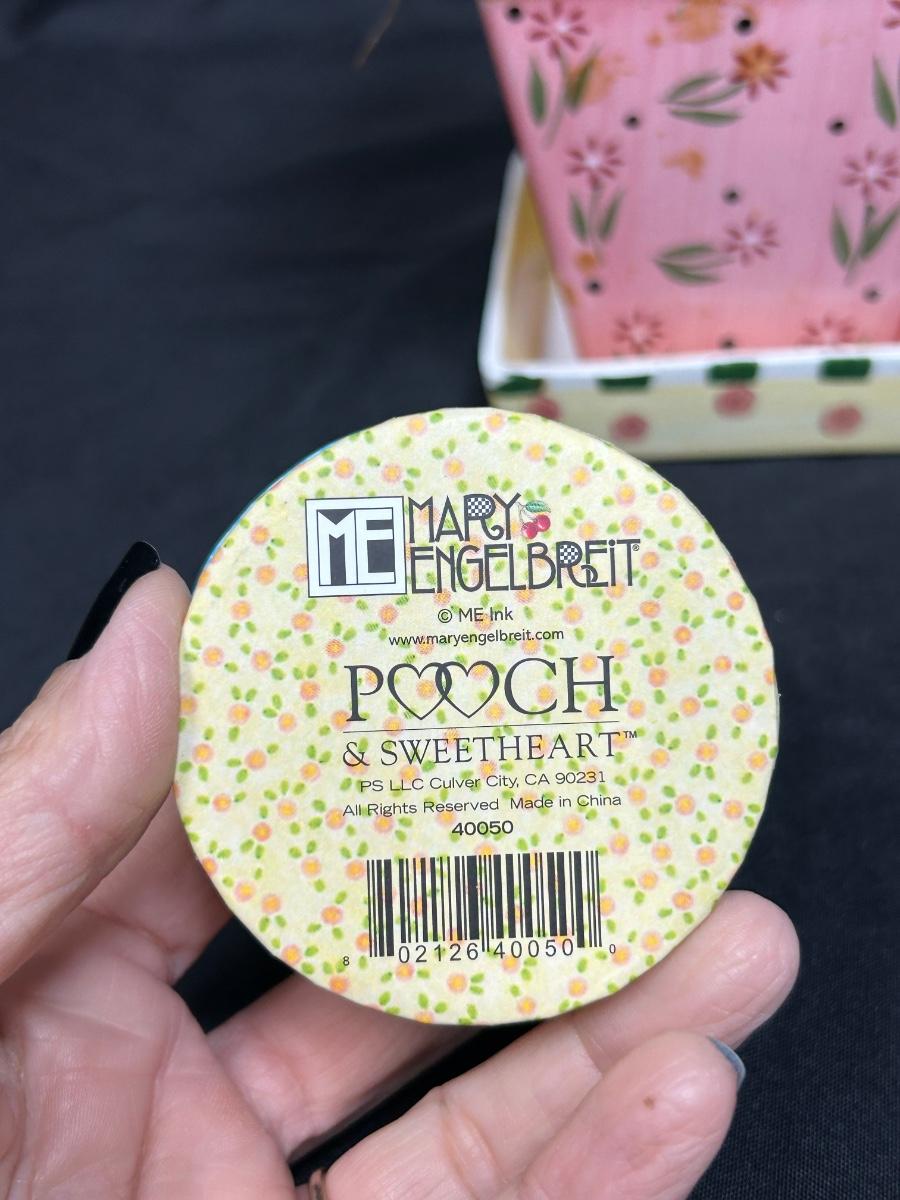 ME MARY
ENGELBREIT®
© ME Ink
www.maryengelbreit.com
POOCH
& SWEETHEART™
PS LLC Culver City, CA 90231
All Rights Reserved Made in China
40050
8 02126 40050 0